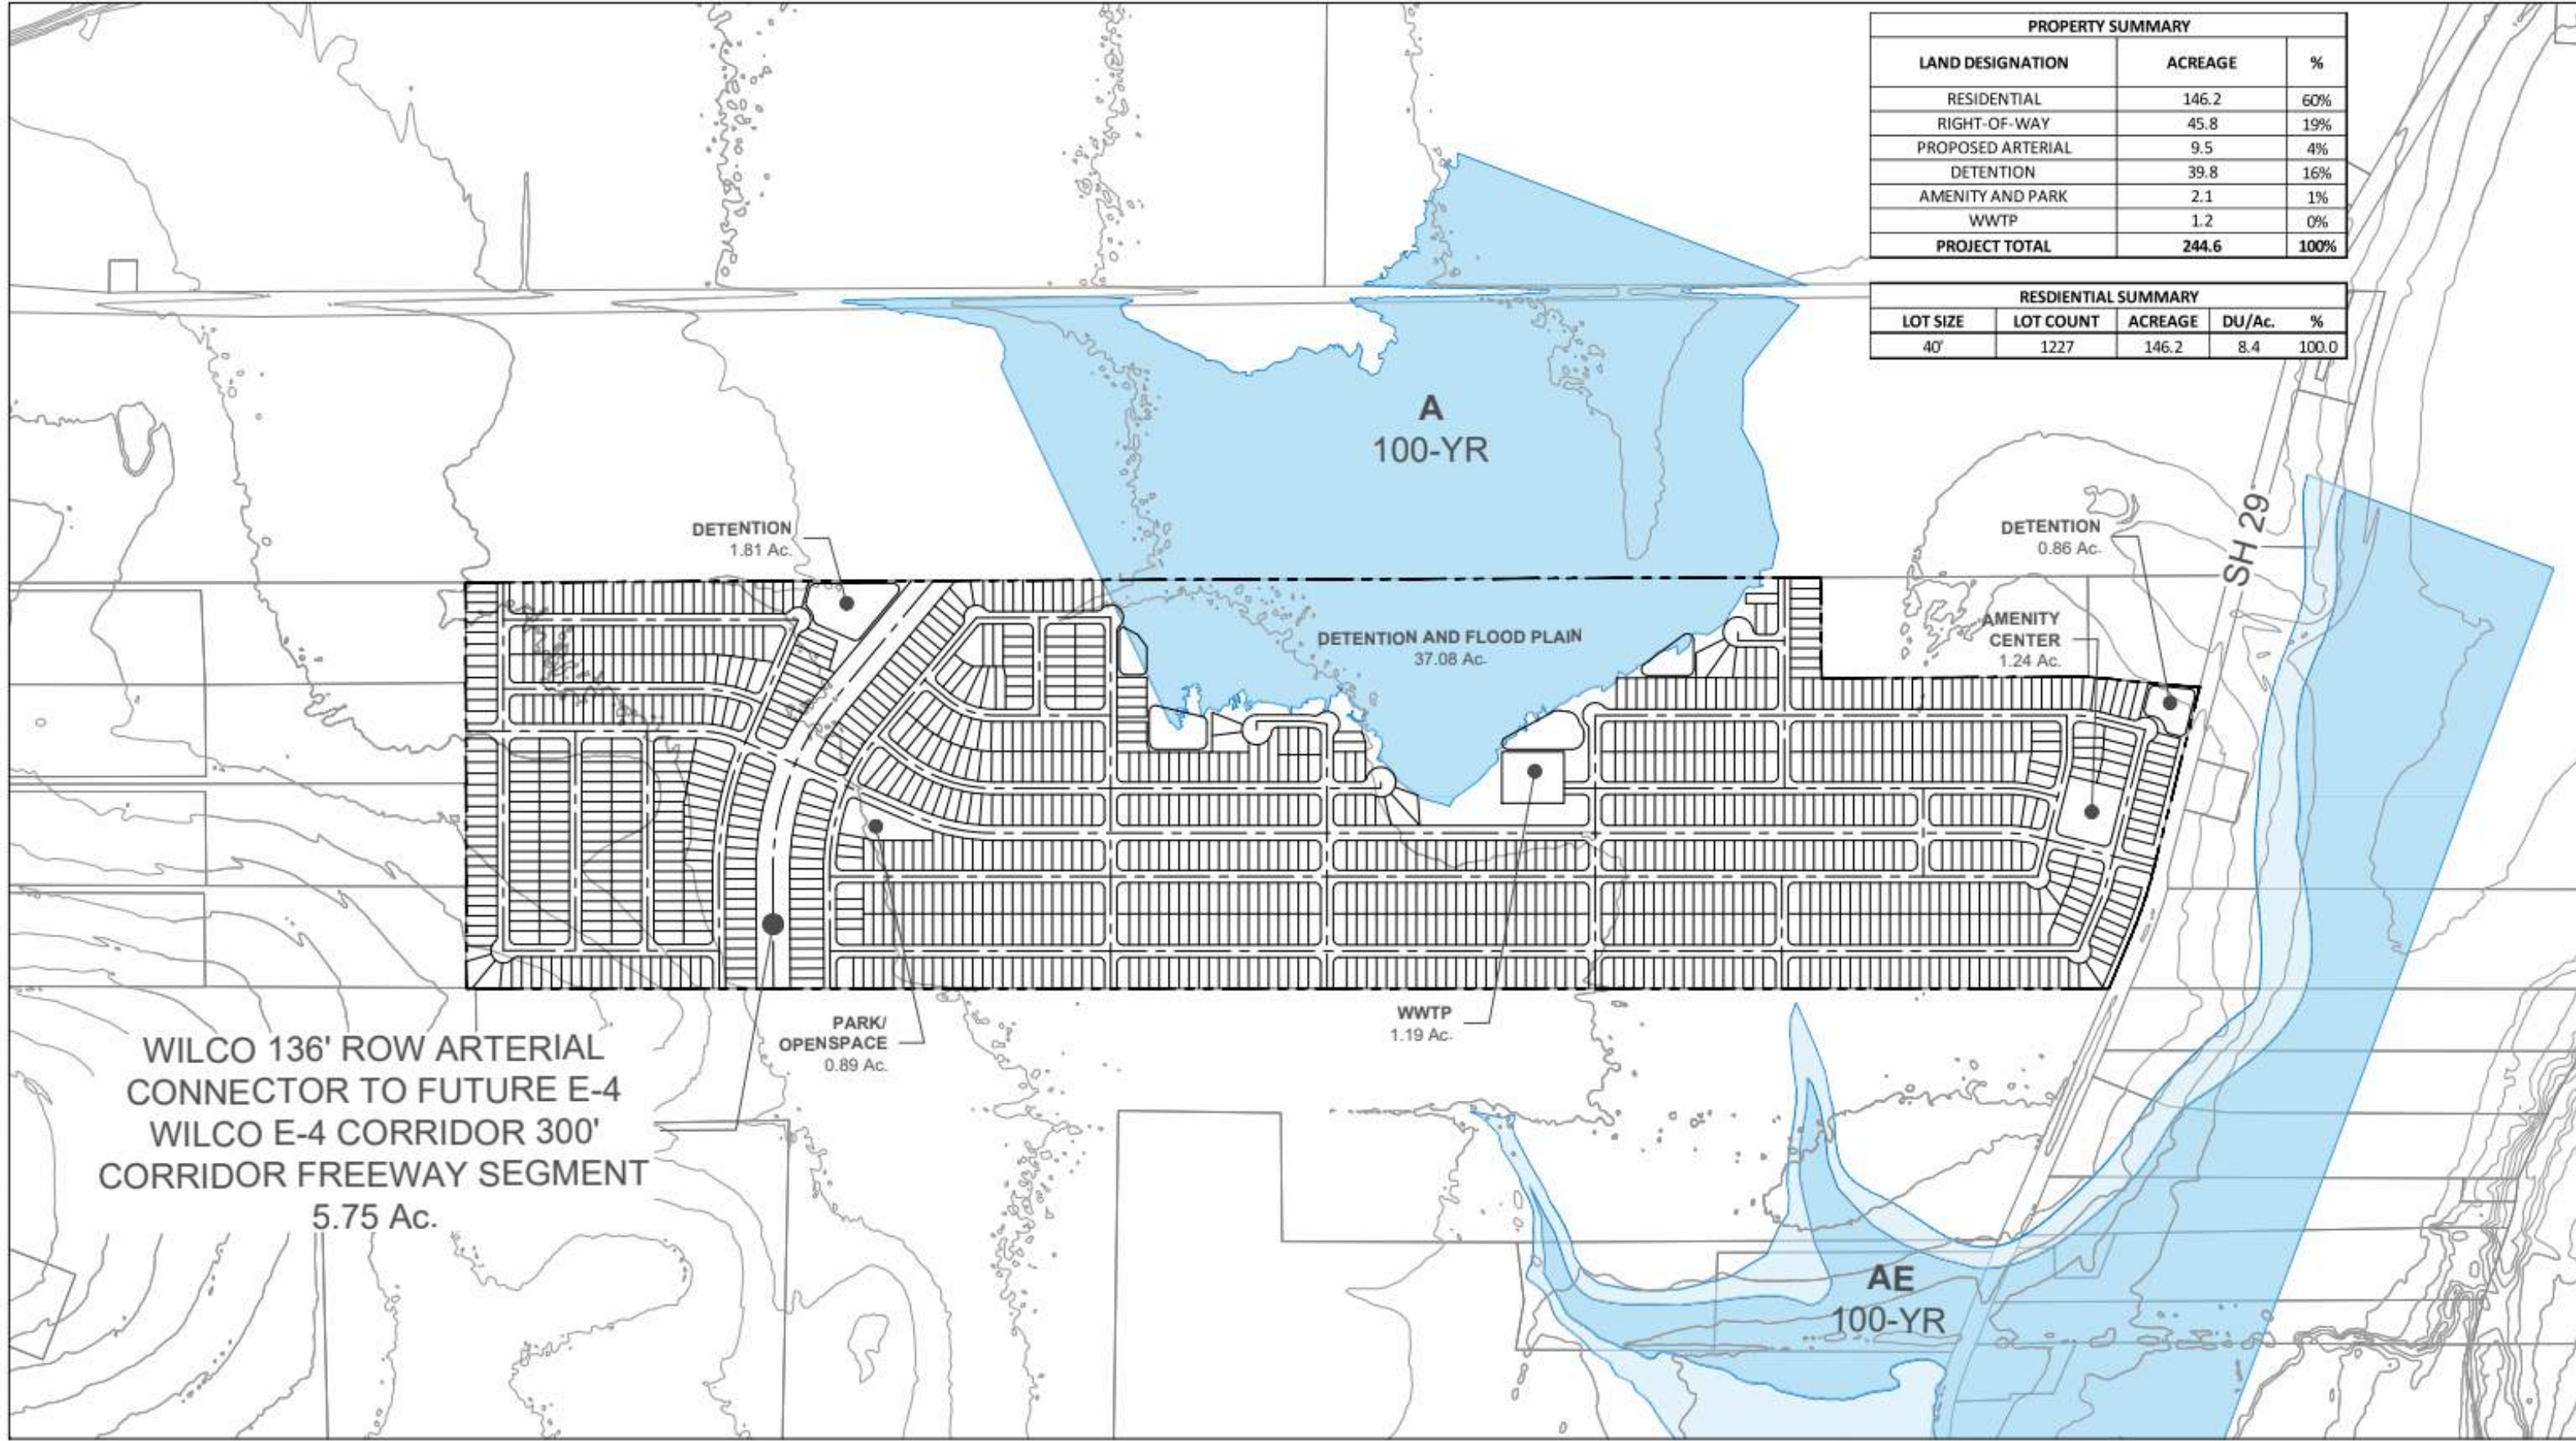 PROPERTY SUMMARY
LAND DESIGNATION ACREAGE %
RESIDENTIAL 146.2 60%
RIGHT-OF-WAY 45.8 19%
PROPOSED ARTERIAL 9.5 4%
DETENTION 39.8 16%
AMENITY AND PARK 2.1 1%
WWTP 1.2 0%
PROJECT TOTAL 244.6 100%
RESDIENTIAL SUMMARY
LOT SIZE LOT COUNT ACREAGE DU/Ac. %
40' 1227 146.2 8.4 100.0
A
100-YR
DETENTION
1.81 Ac.
DETENTION
0.86 Ac.
SH 29
AMENITY
CENTER
1.24 Ac.
DETENTION AND FLOOD PLAIN
37.08 Ac.
PARK/
OPENSPACE
0.89 Ac.
WWTP
1.19 Ac.
WILCO 136' ROW ARTERIAL
CONNECTOR TO FUTURE E-4
WILCO E-4 CORRIDOR 300'
CORRIDOR FREEWAY SEGMENT
5.75 Ac.
AE
100-YR